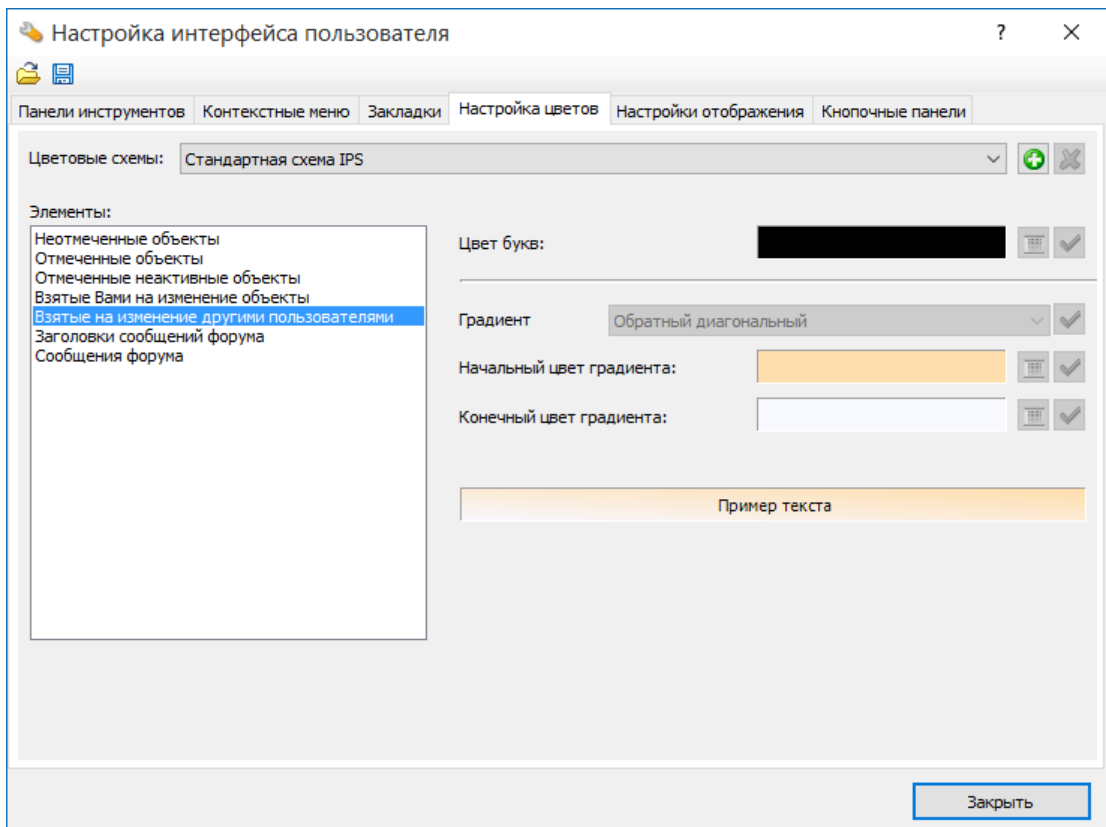 Настройка интерфейса пользователя
?
Панели инструментов Контекстные меню Закладки Настройка цветов Настройки отображения Кнопочные панели
Цветовые схемы: Стандартная схема IPS
Элементы:
Неотмеченные объекты
Отмеченные объекты
Отмеченные неактивные объекты
Взятые Вами на изменение объекты
Взятые на изменение другими пользователями
Заголовки сообщений форума
Сообщения форума
Цвет букв:
Градиент Обратный диагональный
Начальный цвет градиента:
Конечный цвет градиента:
Пример текста
Закрыть